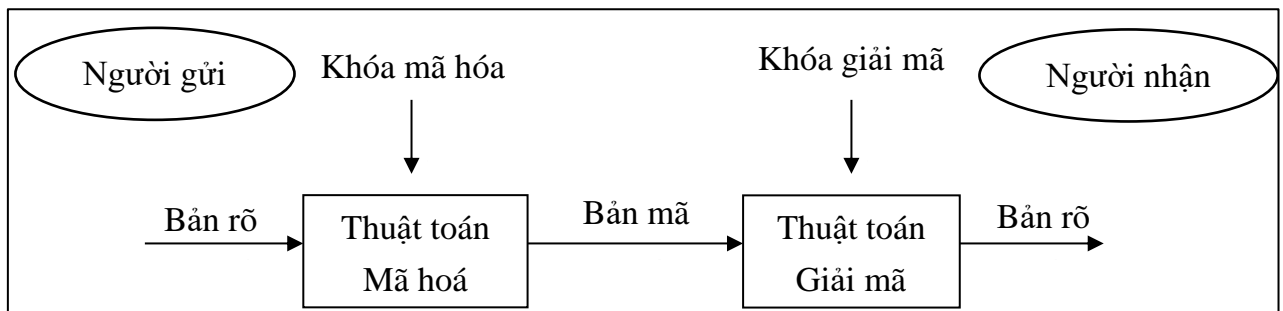 Người gửi
Khóa mã hóa
Khóa giải mã
Người nhận
Bản rõ
Thuật toán
Mã hoá
Bản mã
Thuật toán
Giải mã
Bản rõ